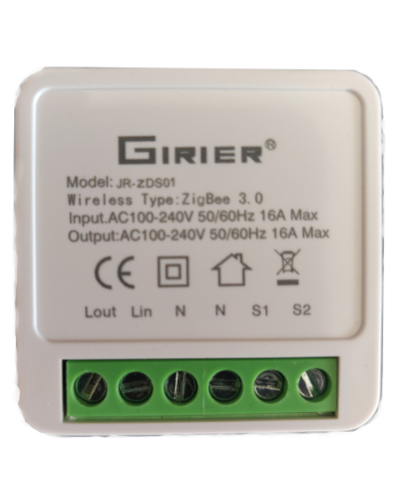 GIRIER®
Model: JR-ZDS01
Wireless Type:ZigBee 3.0
Input.AC100-240V 50/60Hz 16A Max
Output:AC100-240V 50/60Hz 16A Max
CE
Lout Lin N N S1 S2